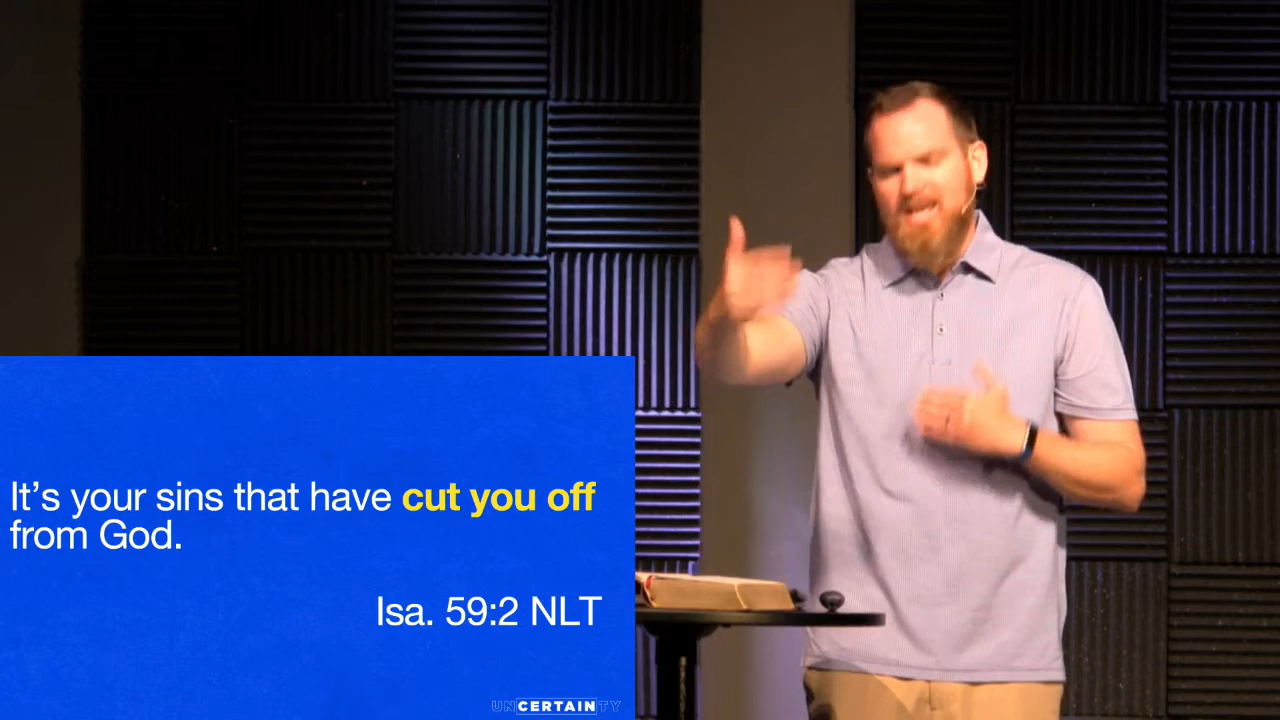 It’s your sins that have cut you off
from God.
Isa. 59:2 NLT
UNCERTAINTY